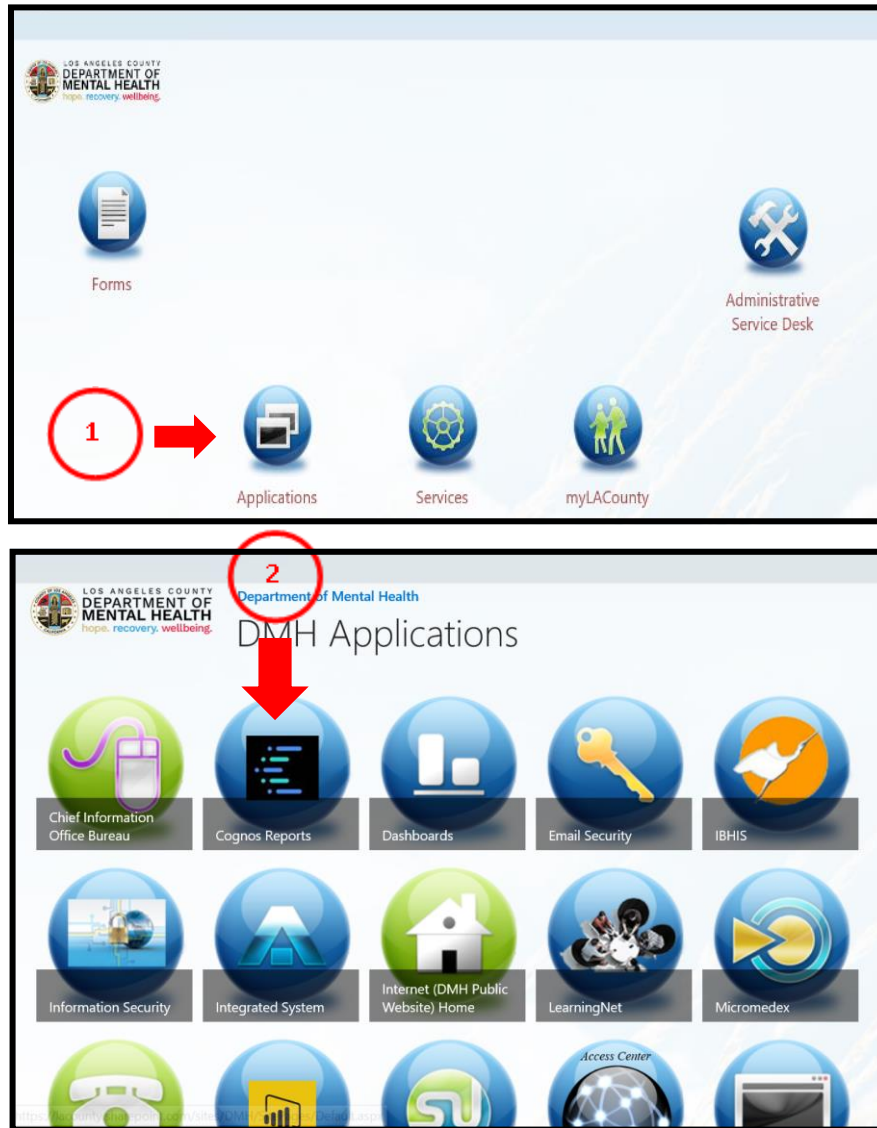 LOS ANGELES COUNTY
DEPARTMENT OF
MENTAL HEALTH
hope. recovery. wellbeing.
Forms
Administrative
Service Desk
1
Applications
Services
myLACounty
2
LOS ANGELES COUNTY
DEPARTMENT OF
MENTAL HEALTH
hope. recovery. wellbeing.
Department of Mental Health
DMH Applications
Chief Information
Office Bureau
Cognos Reports
Dashboards
Email Security
IBHIS
Information Security
Integrated System
Internet (DMH Public
Website) Home
LearningNet
Micromedex
Access Center